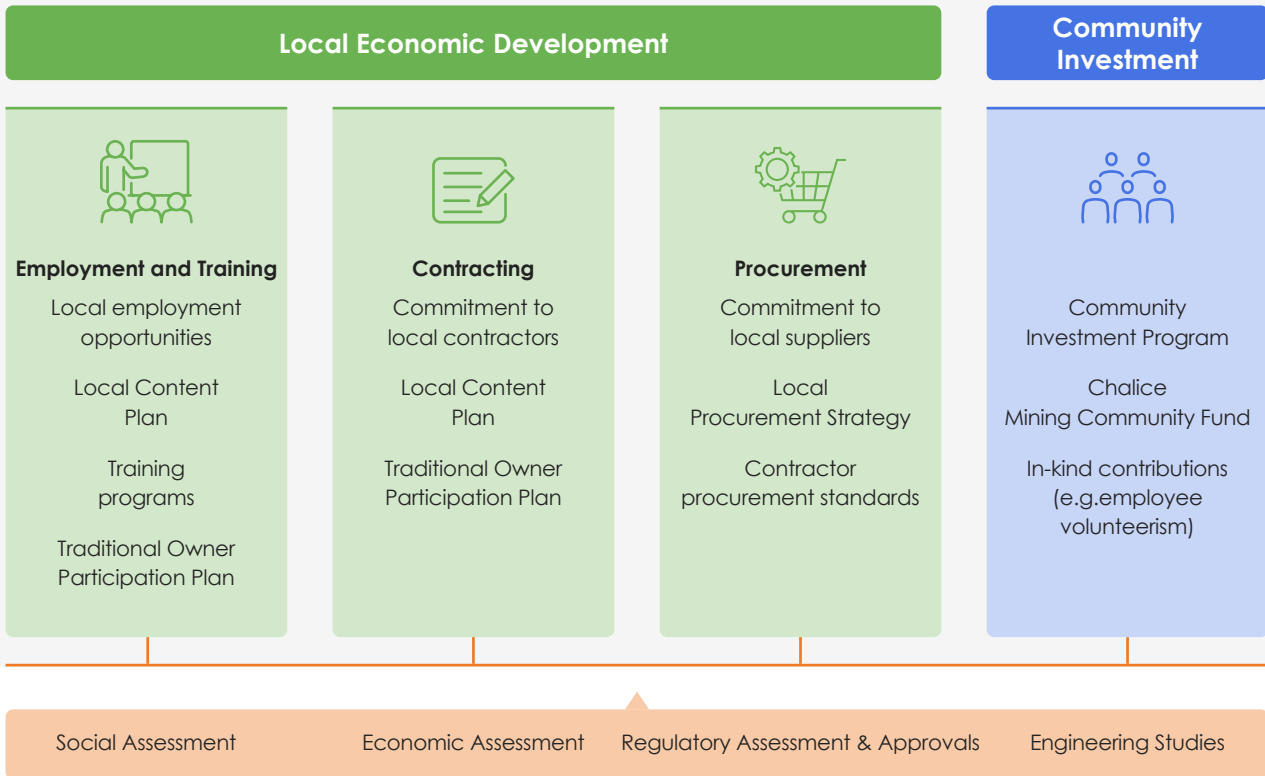 Local Economic Development
Community
Investment
Employment and Training
Local employment
opportunities
Local Content
Plan
Training
programs
Traditional Owner
Participation Plan
Contracting
Commitment to
local contractors
Local Content
Plan
Traditional Owner
Participation Plan
Procurement
Commitment to
local suppliers
Local
Procurement Strategy
Contractor
procurement standards
Community
Investment Program
Chalice
Mining Community Fund
In-kind contributions
(e.g.employee
volunteerism)
Social Assessment
Economic Assessment
Regulatory Assessment & Approvals
Engineering Studies